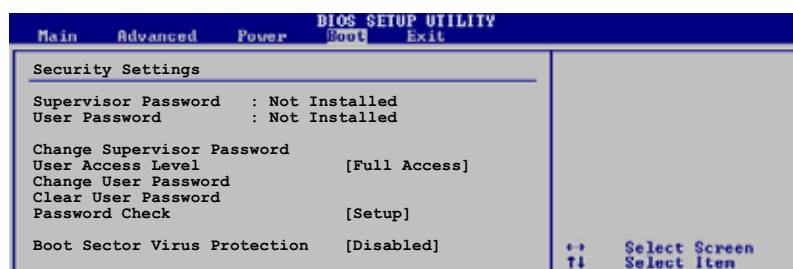 BIOS SETUP UTILITY
Main Advanced Power Boot Exit
Security Settings
Supervisor Password : Not Installed
User Password : Not Installed
Change Supervisor Password
User Access Level [Full Access]
Change User Password
Clear User Password
Password Check [Setup]
Boot Sector Virus Protection [Disabled]
↔ Select Screen
↑↓ Select Item